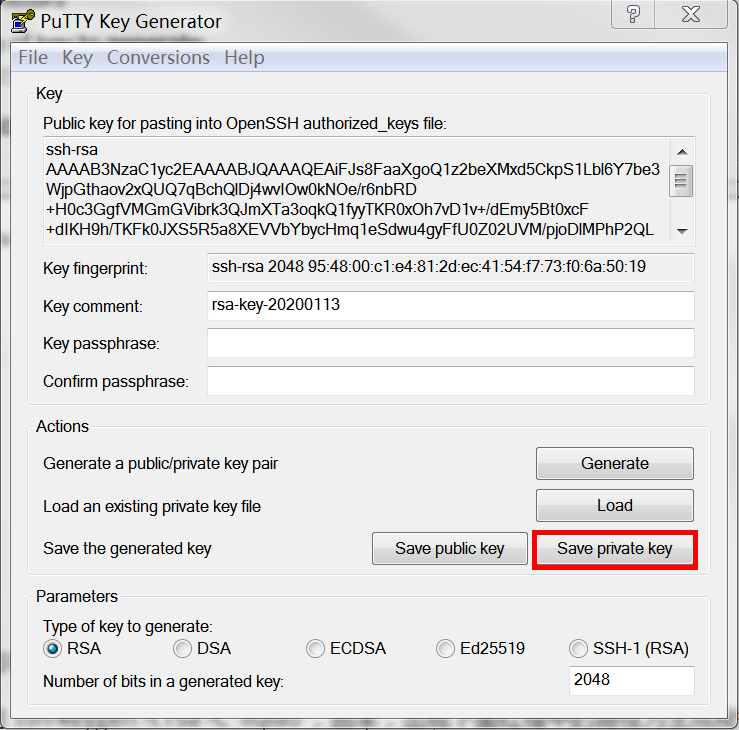 PuTTY Key Generator
File Key Conversions Help
Key
Public key for pasting into OpenSSH authorized_keys file:
ssh-rsa
AAAAB3NzaC1yc2EAAAABJQAAAQEAiFJs8FaaXgoQ1z2beXMxd5CkpS1Lbl6Y7be3
WjpGthaov2xQUQ7qBchQlDj4wvIOw0kNOe/r6nbRD
+H0c3GgfVMGmGVibrk3QJmXTa3oqkQ1fyyTKR0xOh7vD1v+/dEmy5Bt0xcF
+dIKH9h/TKFk0JXS5R5a8XEVVbYbycHmq1eSdwu4gyFfU0Z02UVM/pjoDlMPhP2QL
Key fingerprint:
ssh-rsa 2048 95:48:00:c1:e4:81:2d:ec:41:54:f7:73:f0:6a:50:19
Key comment:
rsa-key-20200113
Key passphrase:
Confirm passphrase:
Actions
Generate a public/private key pair
Generate
Load an existing private key file
Load
Save the generated key
Save public key
Save private key
Parameters
Type of key to generate:
RSA DSA ECDSA Ed25519 SSH-1 (RSA)
Number of bits in a generated key:
2048